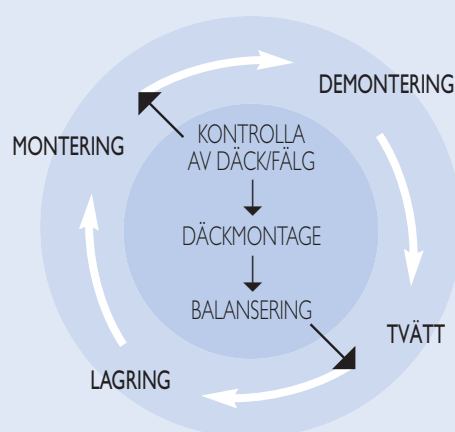 DEMONTERING
MONTERING
KONTROLLA
AV DÄCK/FÄLG
DÄCKMONTAGE
BALANSERING
TVÄTT
LAGRING